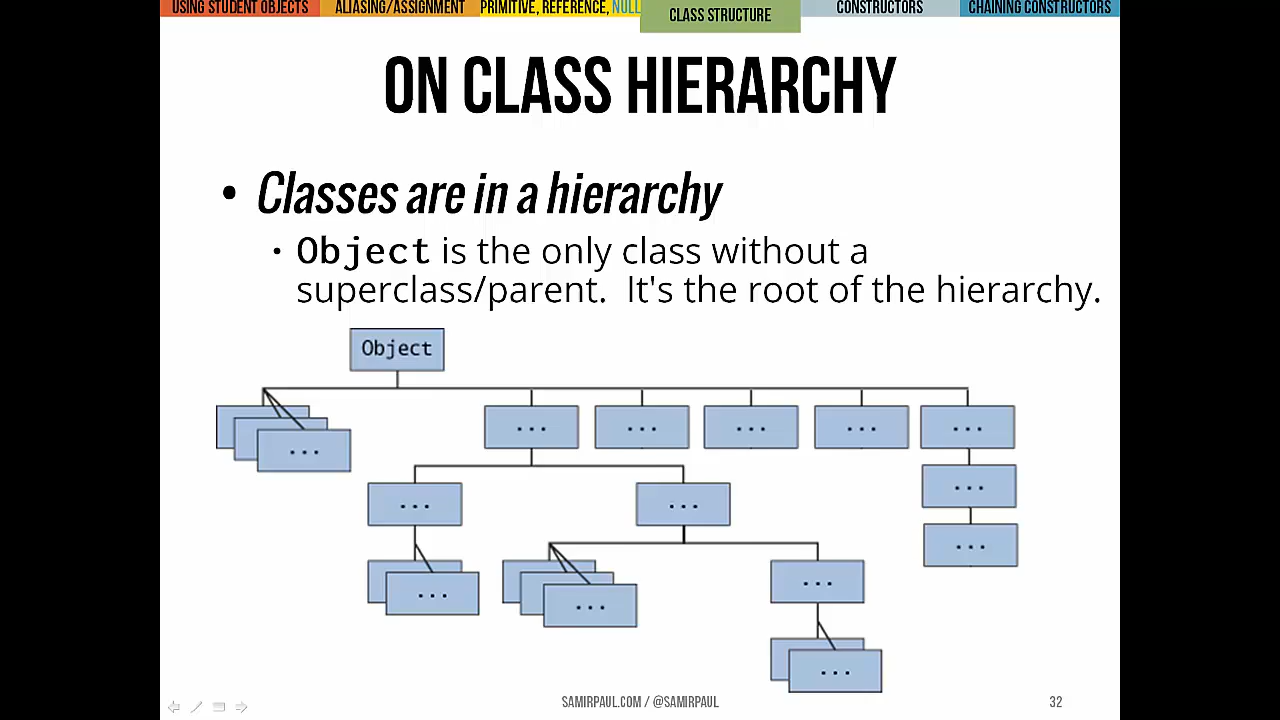 USING STUDENT OBJECTS
ALIASING/ASSIGNMENT
PRIMITIVE, REFERENCE, NULL
CLASS STRUCTURE
CONSTRUCTORS
CHAINING CONSTRUCTORS
ON CLASS HIERARCHY
• Classes are in a hierarchy
• Object is the only class without a
superclass/parent. It's the root of the hierarchy.
Object
...
...
...
...
...
...
...
...
...
...
...
...
...
...
SAMIRPAUL.COM / @SAMIRPAUL
32